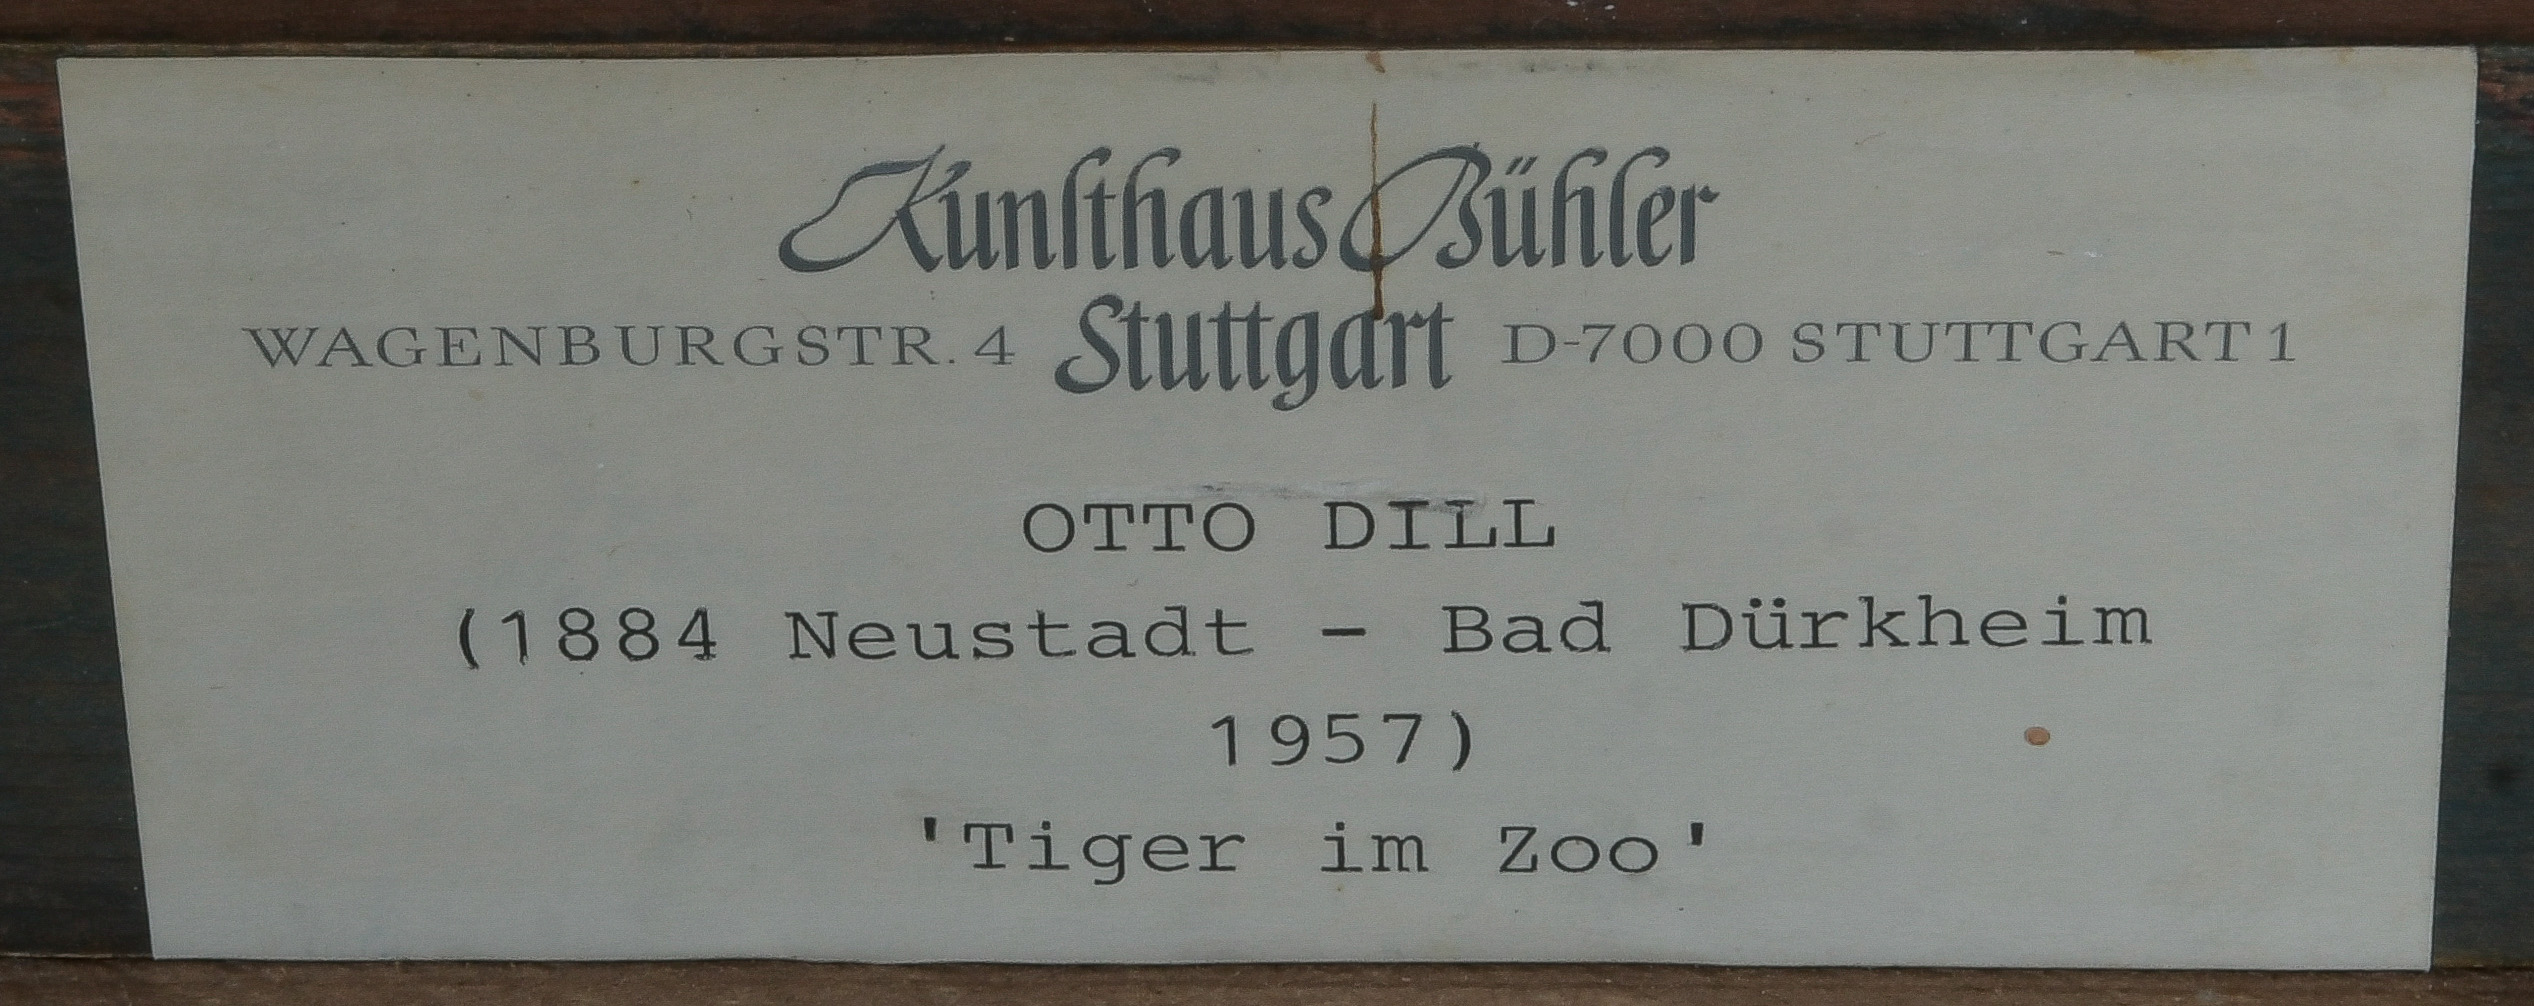 Kunſthaus Bühler
WAGENBURGSTR. 4 Stuttgart D-7000 STUTTGART 1
OTTO DILL
(1884 Neustadt - Bad Dürkheim
1957)
'Tiger im Zoo'